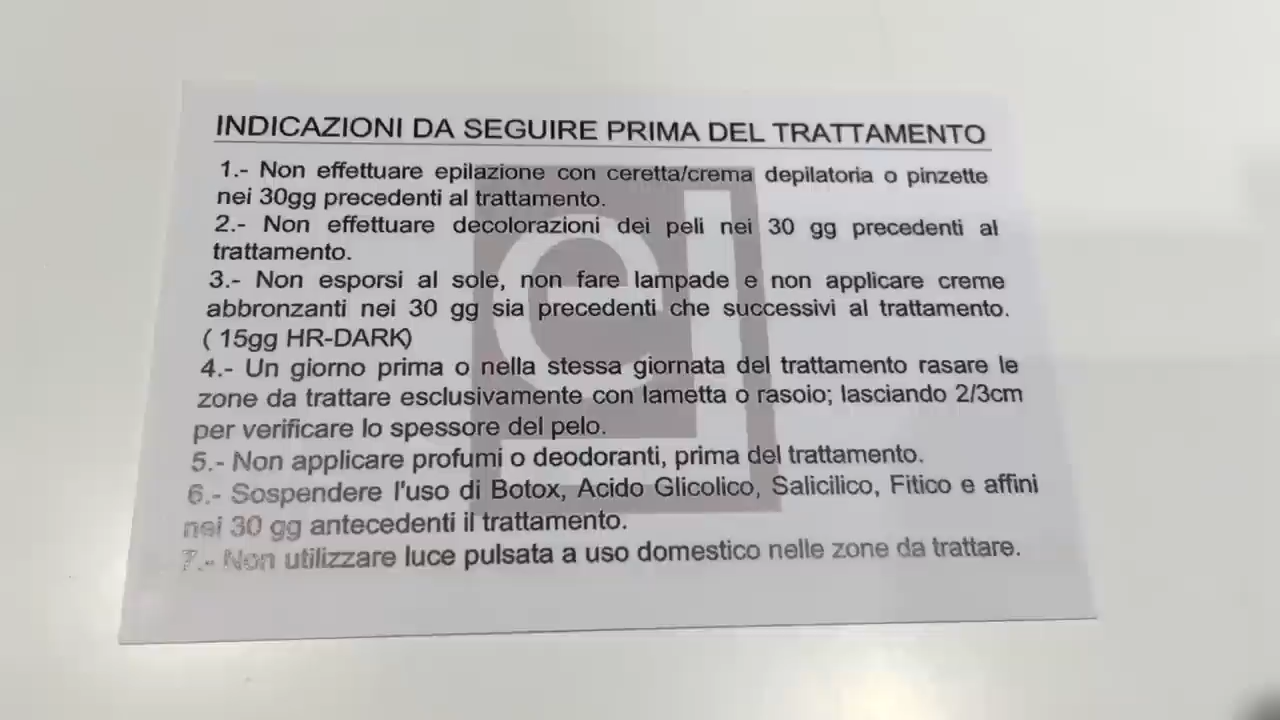 INDICAZIONI DA SEGUIRE PRIMA DEL TRATTAMENTO
1.- Non effettuare epilazione con ceretta/crema depilatoria o pinzette
nei 30gg precedenti al trattamento.
2.- Non effettuare decolorazioni dei peli nei 30 gg precedenti al
trattamento.
3.- Non esporsi al sole, non fare lampade e non applicare creme
abbronzanti nei 30 gg sia precedenti che successivi al trattamento.
( 15gg HR-DARK)
4.- Un giorno prima o nella stessa giornata del trattamento rasare le
zone da trattare esclusivamente con lametta o rasoio; lasciando 2/3cm
per verificare lo spessore del pelo.
5.- Non applicare profumi o deodoranti, prima del trattamento.
6.- Sospendere l'uso di Botox, Acido Glicolico, Salicilico, Fitico e affini
nei 30 gg antecedenti il trattamento.
7.- Non utilizzare luce pulsata a uso domestico nelle zone da trattare.